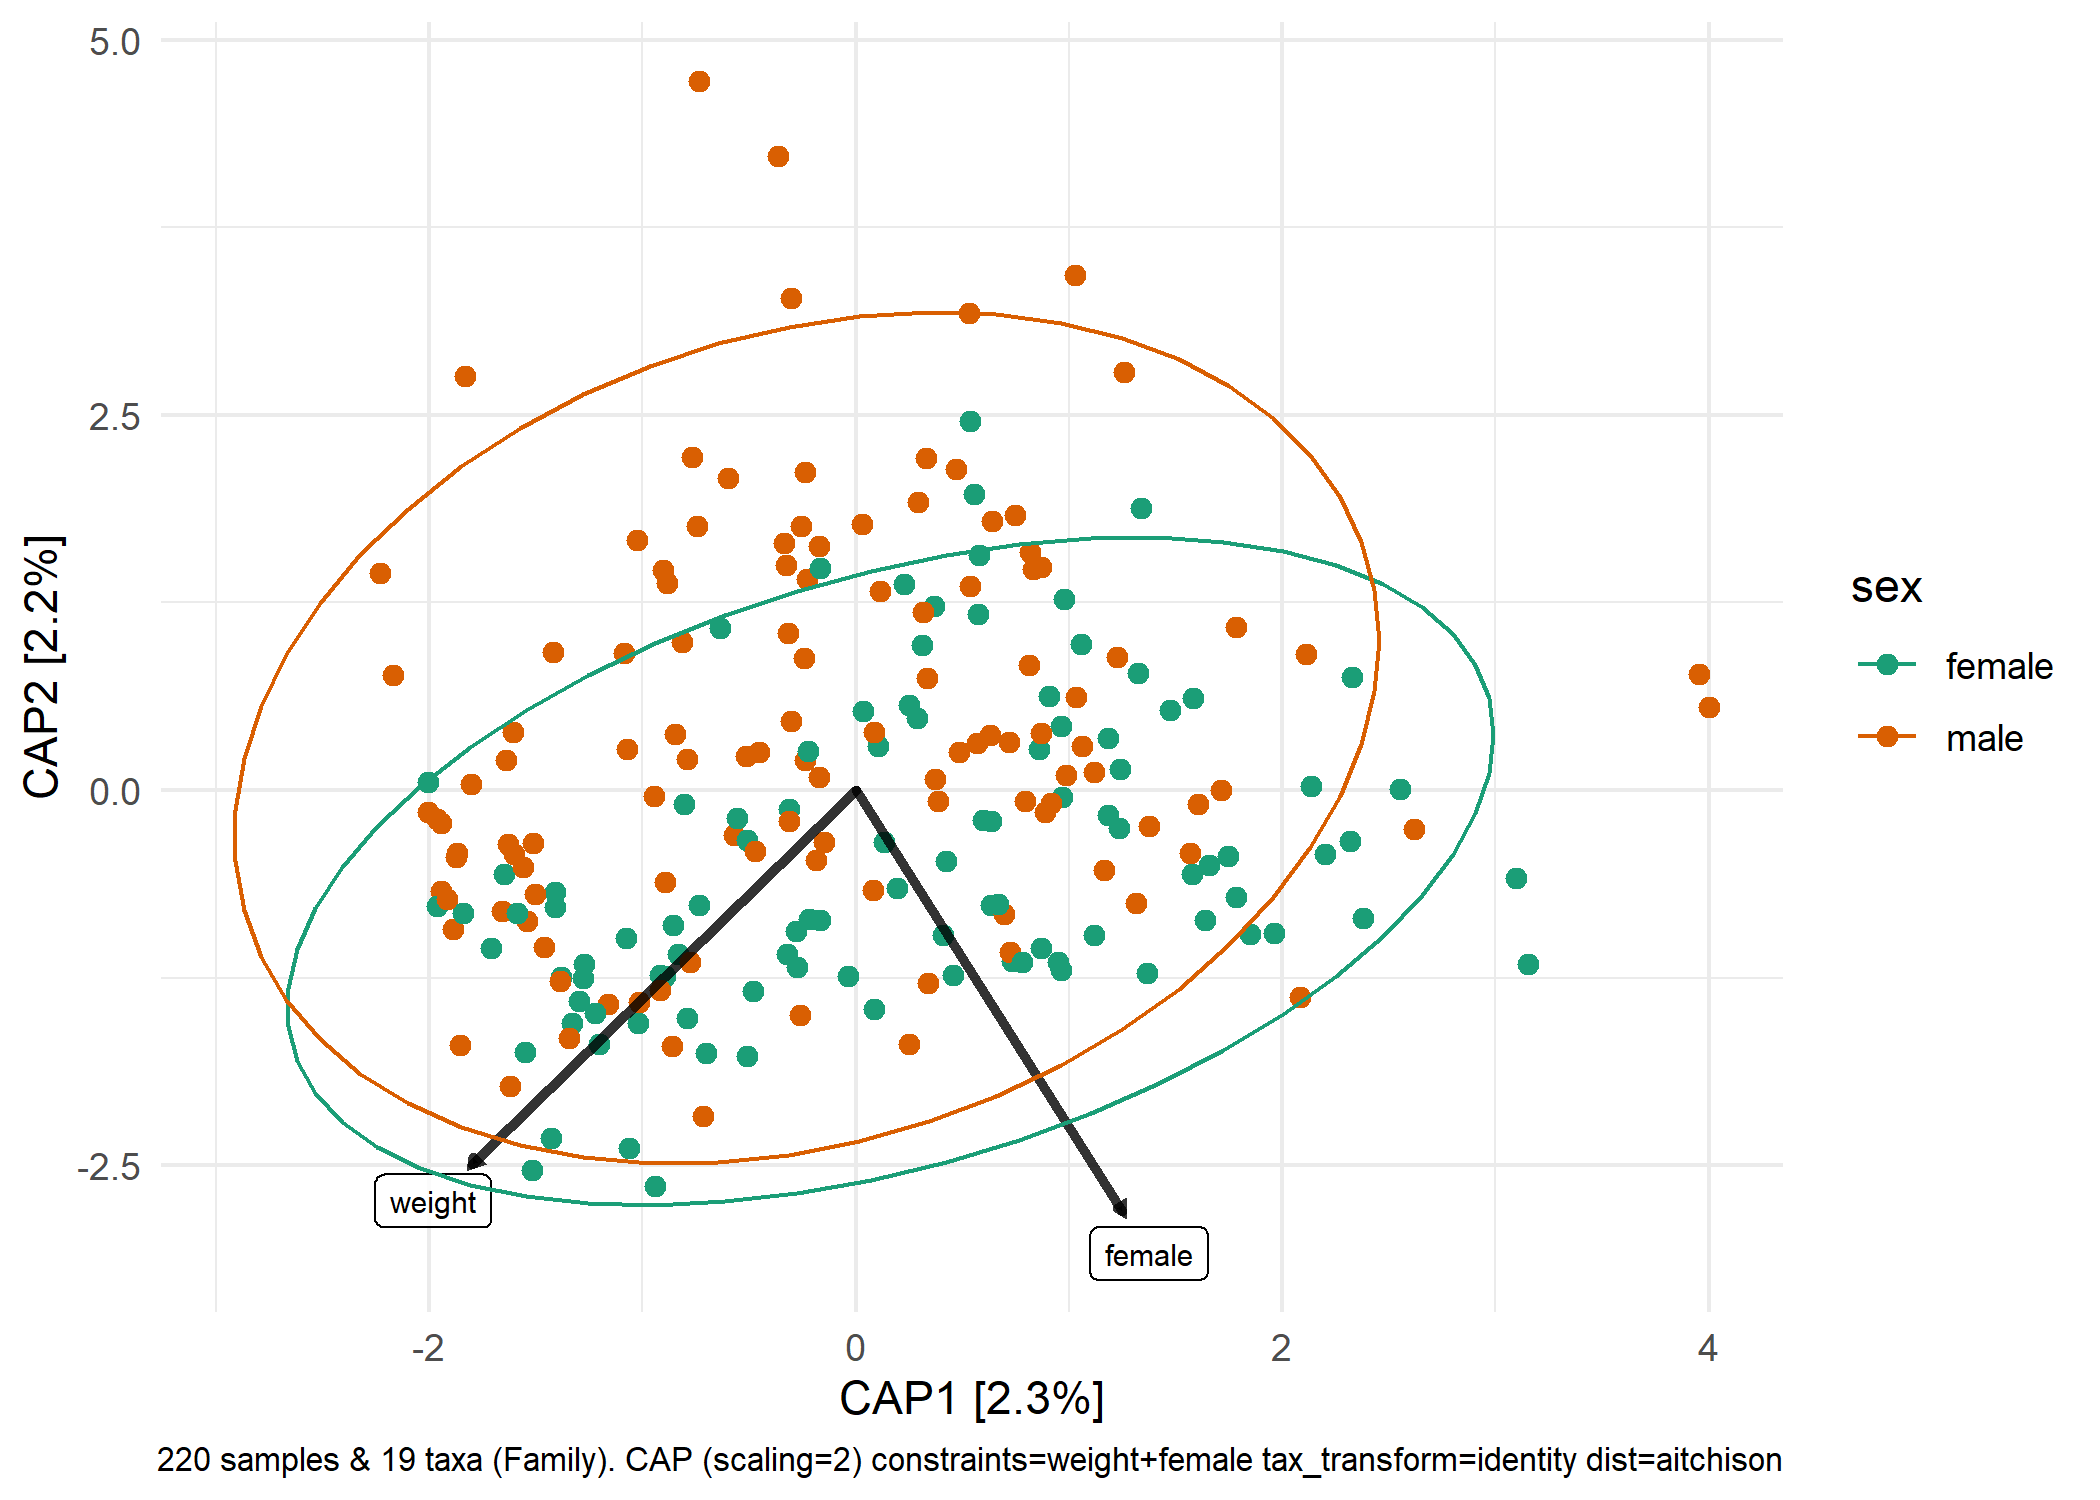 5.0
2.5
0.0
-2.5
CAP2 [2.2%]
weight
female
-2
0
2
4
CAP1 [2.3%]
sex
female
male
220 samples & 19 taxa (Family). CAP (scaling=2) constraints=weight+female tax_transform=identity dist=aitchison